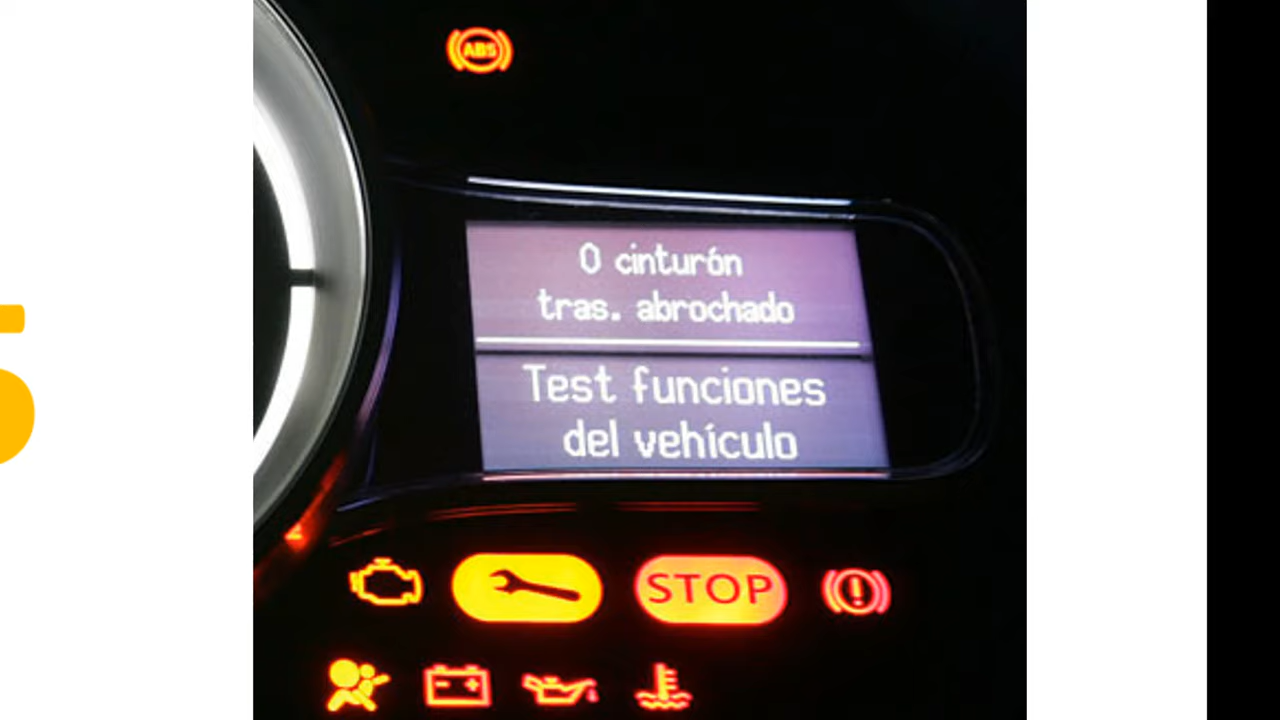 ABS
0 cinturón
tras. abrochado
Test funciones
del vehículo
STOP